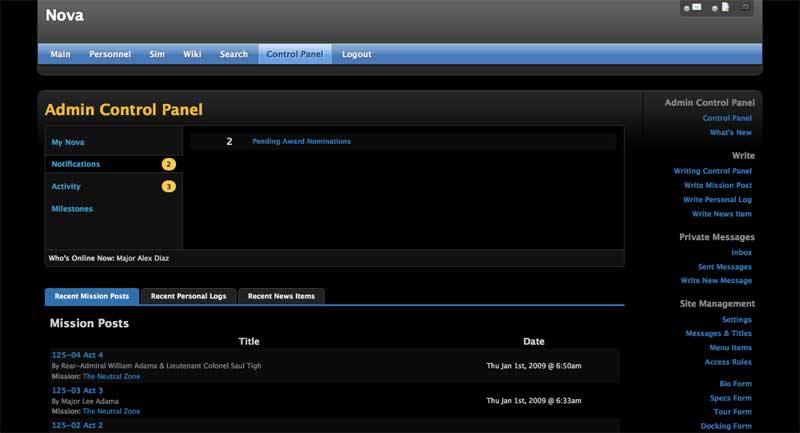 Nova
Main Personnel Sim Wiki Search Control Panel Logout
Admin Control Panel
My Nova
Notifications 2
Activity 3
Milestones
2 Pending Award Nominations
Who's Online Now: Major Alex Diaz
Recent Mission Posts Recent Personal Logs Recent News Items
Mission Posts
Title Date
125-04 Act 4
By Rear-Admiral William Adama & Lieutenant Colonel Saul Tigh
Mission: The Neutral Zone
Thu Jan 1st, 2009 @ 6:50am
125-03 Act 3
By Major Lee Adama
Mission: The Neutral Zone
Thu Jan 1st, 2009 @ 6:33am
125-02 Act 2
Admin Control Panel
Control Panel
What's New
Write
Writing Control Panel
Write Mission Post
Write Personal Log
Write News Item
Private Messages
Inbox
Sent Messages
Write New Message
Site Management
Settings
Messages & Titles
Menu Items
Access Roles
Bio Form
Specs Form
Tour Form
Docking Form